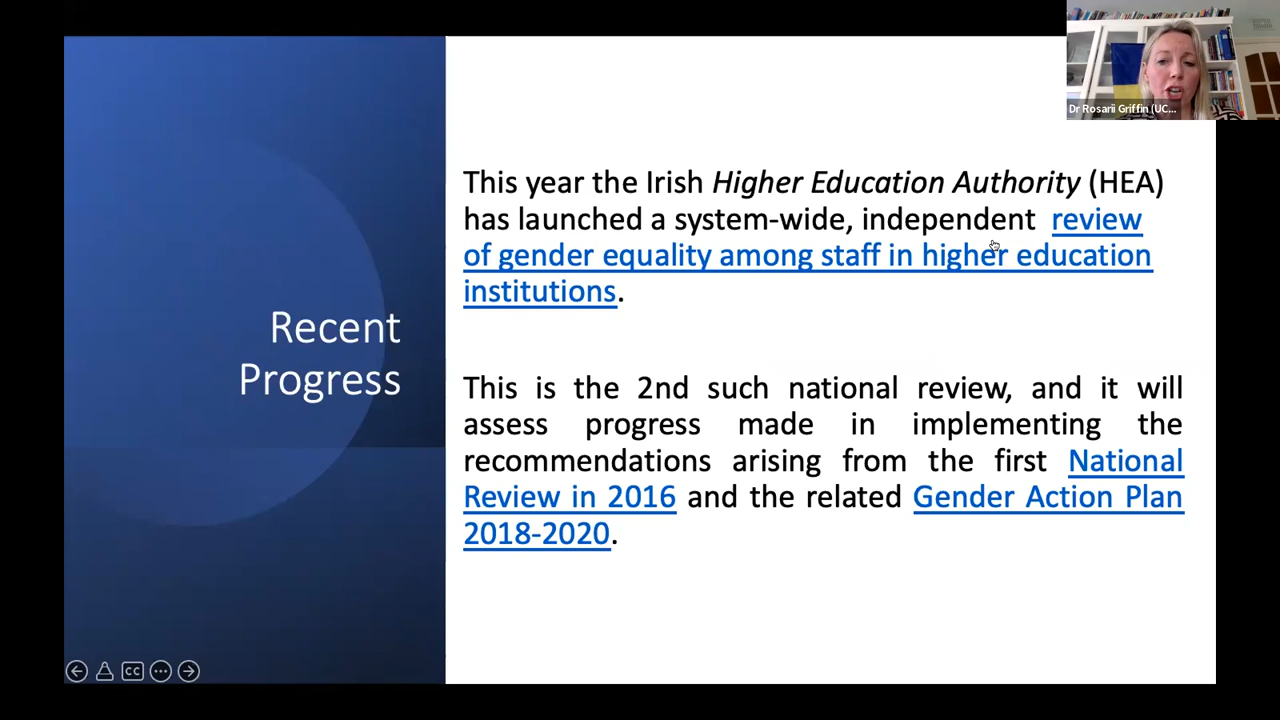 Dr Rosarii Griffin (UC...
Recent
Progress
This year the Irish Higher Education Authority (HEA)
has launched a system-wide, independent review
of gender equality among staff in higher education
institutions.
This is the 2nd such national review, and it will
assess progress made in implementing the
recommendations arising from the first National
Review in 2016 and the related Gender Action Plan
2018-2020.
CC